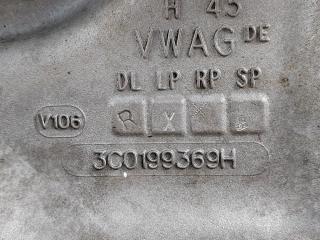 H 45
VWAG DE
DL LP RP SP
R X
V106
3C0199369H